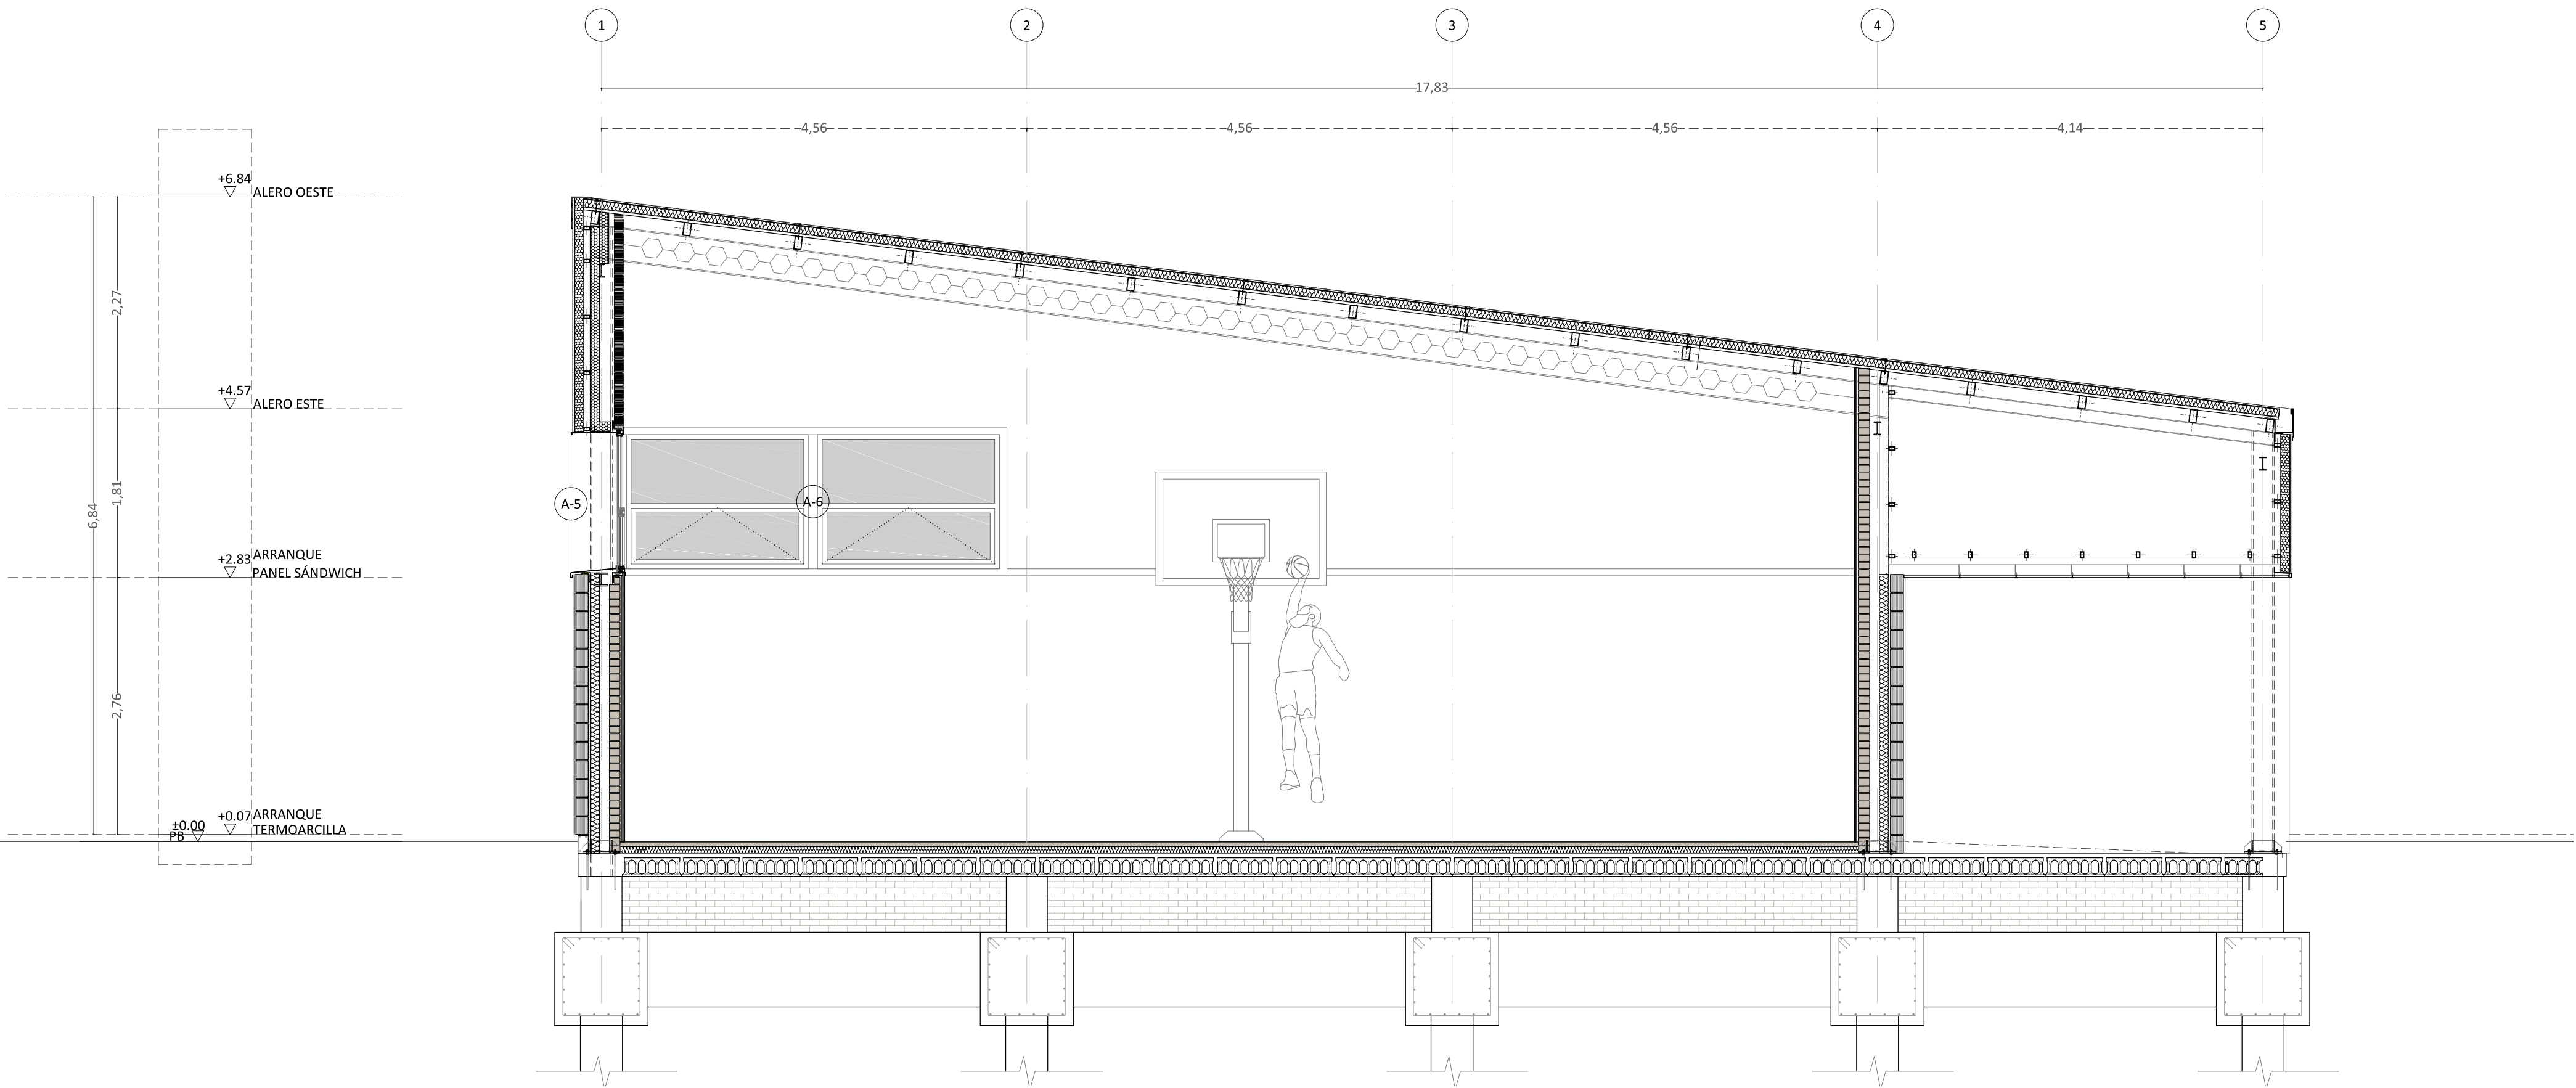 1
2
3
4
5
17,83
4,56
4,56
4,56
4,14
+6.84
ALERO OESTE
2,27
+4.57
ALERO ESTE
6,84
1,81
A-5
A-6
+2.83
ARRANQUE
PANEL SÁNDWICH
2,76
+0.07
ARRANQUE
TERMOARCILLA
±0.00
PB